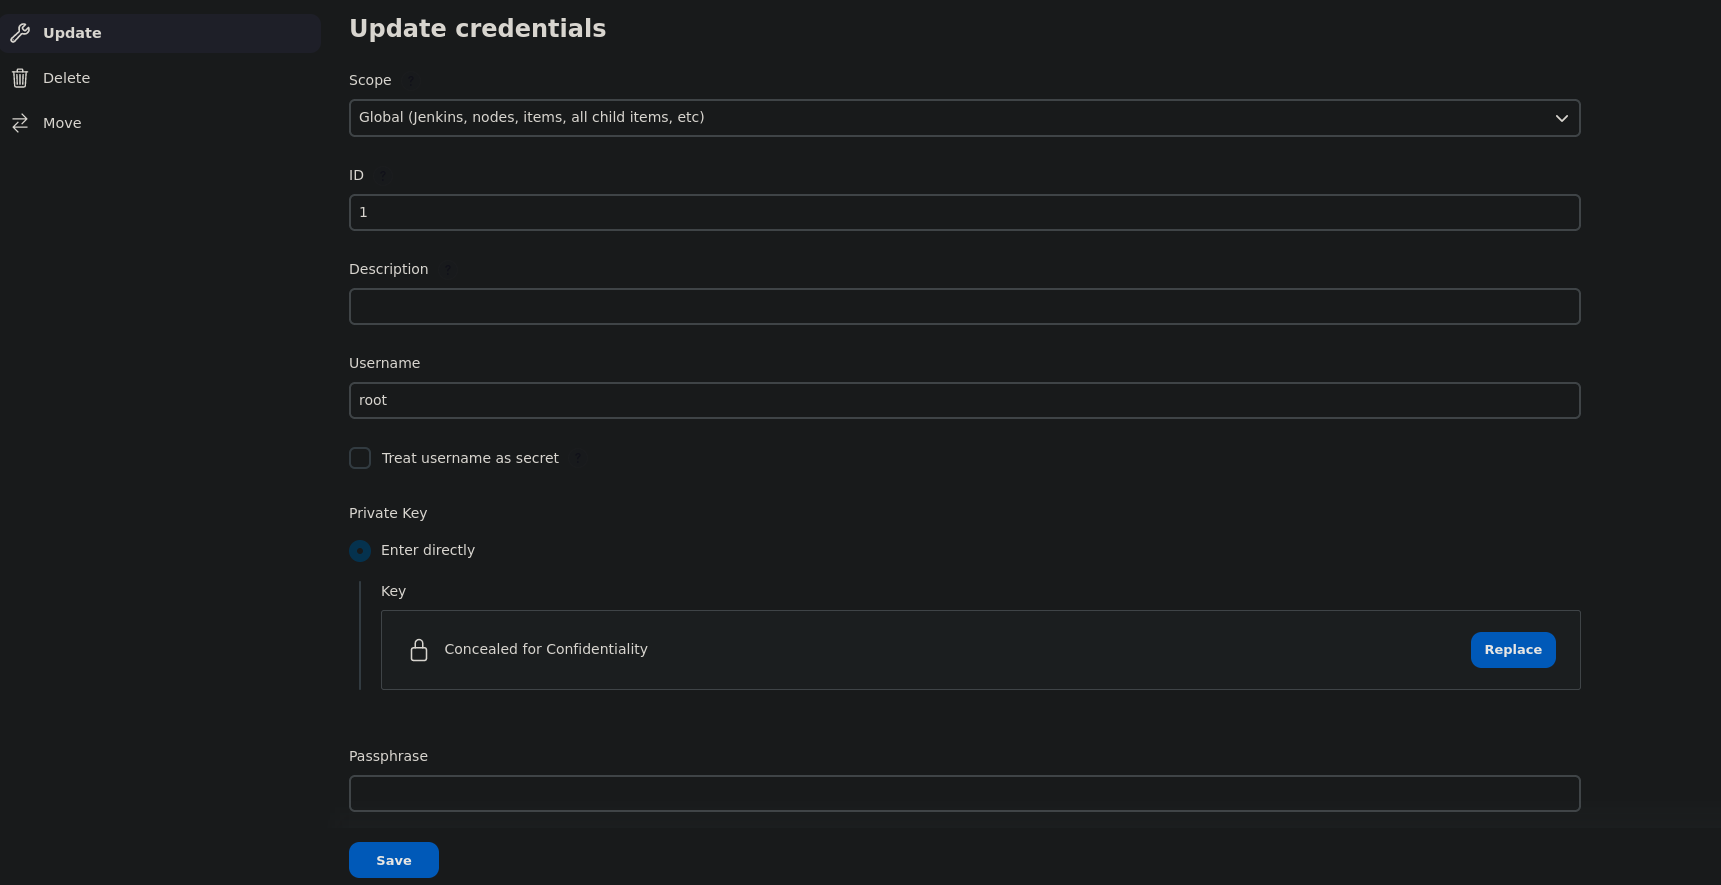 Update
Delete
Move
Update credentials
Scope ?
Global (Jenkins, nodes, items, all child items, etc)
ID ?
1
Description ?
Username
root
Treat username as secret ?
Private Key
Enter directly
Key
Concealed for Confidentiality
Replace
Passphrase
Save